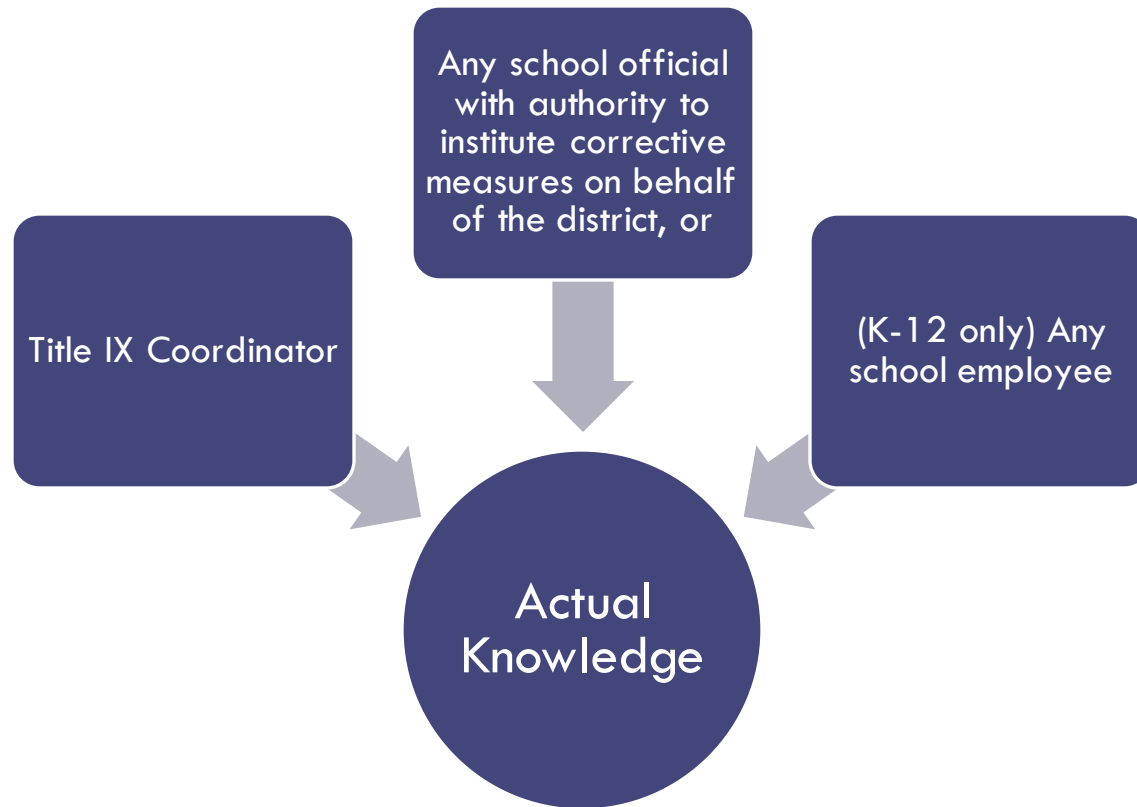 Title IX Coordinator
Any school official
with authority to
institute corrective
measures on behalf
of the district, or
(K-12 only) Any
school employee
Actual
Knowledge